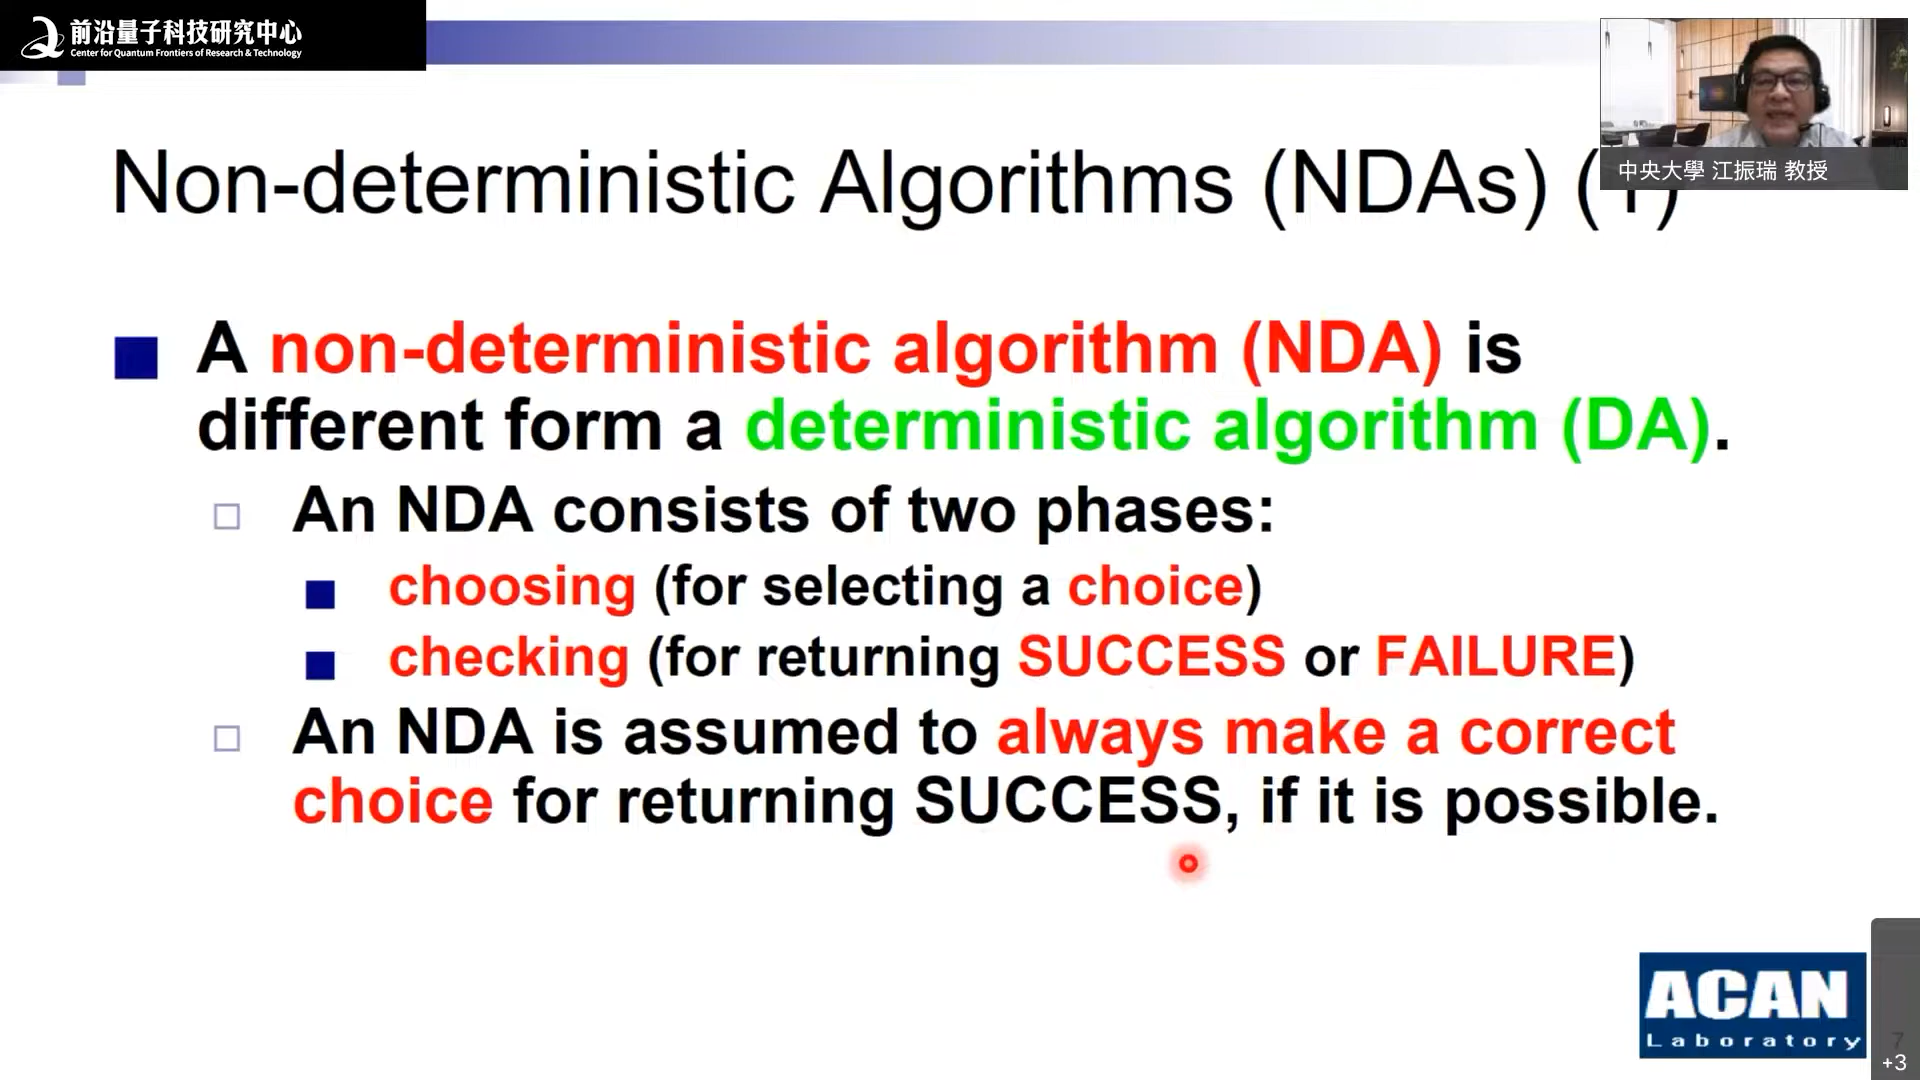 前沿量子科技研究中心
Center for Quantum Frontiers of Research & Technology
中央大學 江振瑞 教授
Non-deterministic Algorithms (NDAs) (1)
A non-deterministic algorithm (NDA) is
different form a deterministic algorithm (DA).
An NDA consists of two phases:
choosing (for selecting a choice)
checking (for returning SUCCESS or FAILURE)
An NDA is assumed to always make a correct
choice for returning SUCCESS, if it is possible.
ACAN
Laboratory
7
+3